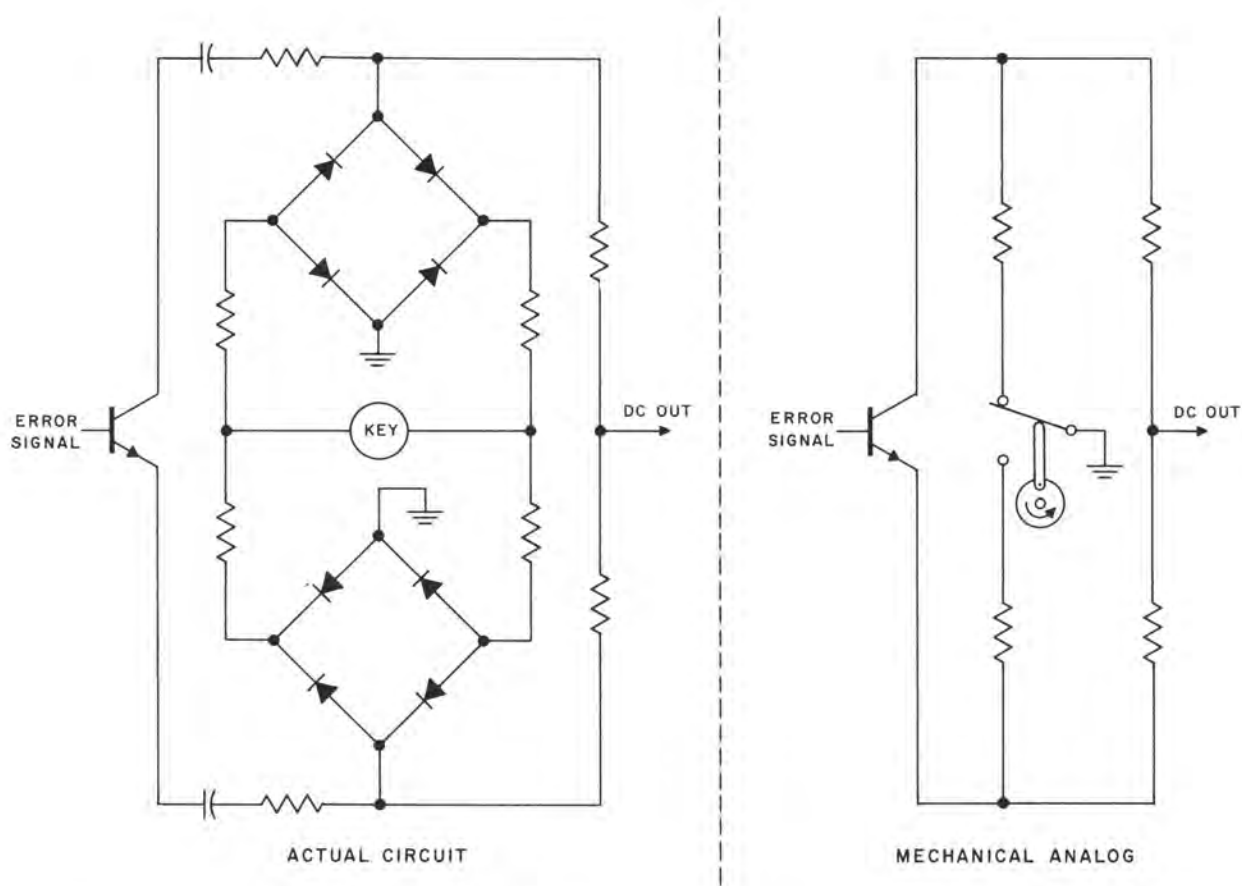 ERROR
SIGNAL
KEY
DC OUT
ACTUAL CIRCUIT
ERROR
SIGNAL
DC OUT
MECHANICAL ANALOG